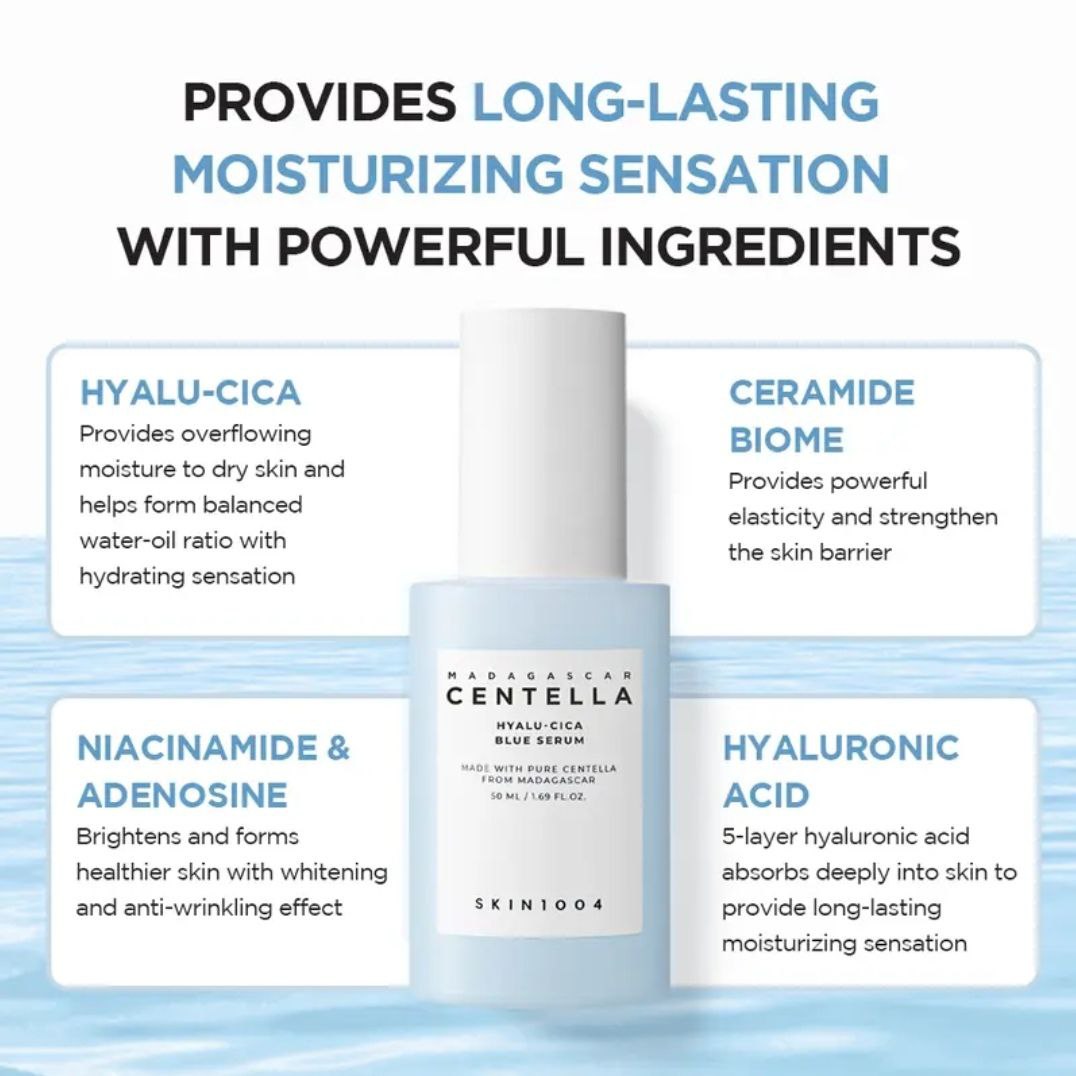 PROVIDES LONG-LASTING
MOISTURIZING SENSATION
WITH POWERFUL INGREDIENTS
HYALU-CICA
Provides overflowing
moisture to dry skin and
helps form balanced
water-oil ratio with
hydrating sensation
CERAMIDE
BIOME
Provides powerful
elasticity and strengthen
the skin barrier
NIACINAMIDE &
ADENOSINE
Brightens and forms
healthier skin with whitening
and anti-wrinkling effect
HYALURONIC
ACID
5-layer hyaluronic acid
absorbs deeply into skin to
provide long-lasting
moisturizing sensation
MADAGASCAR
CENTELLA
HYALU-CICA
BLUE SERUM
MADE WITH PURE CENTELLA
FROM MADAGASCAR
50 ML / 1.69 FL.OZ.
SKIN1004